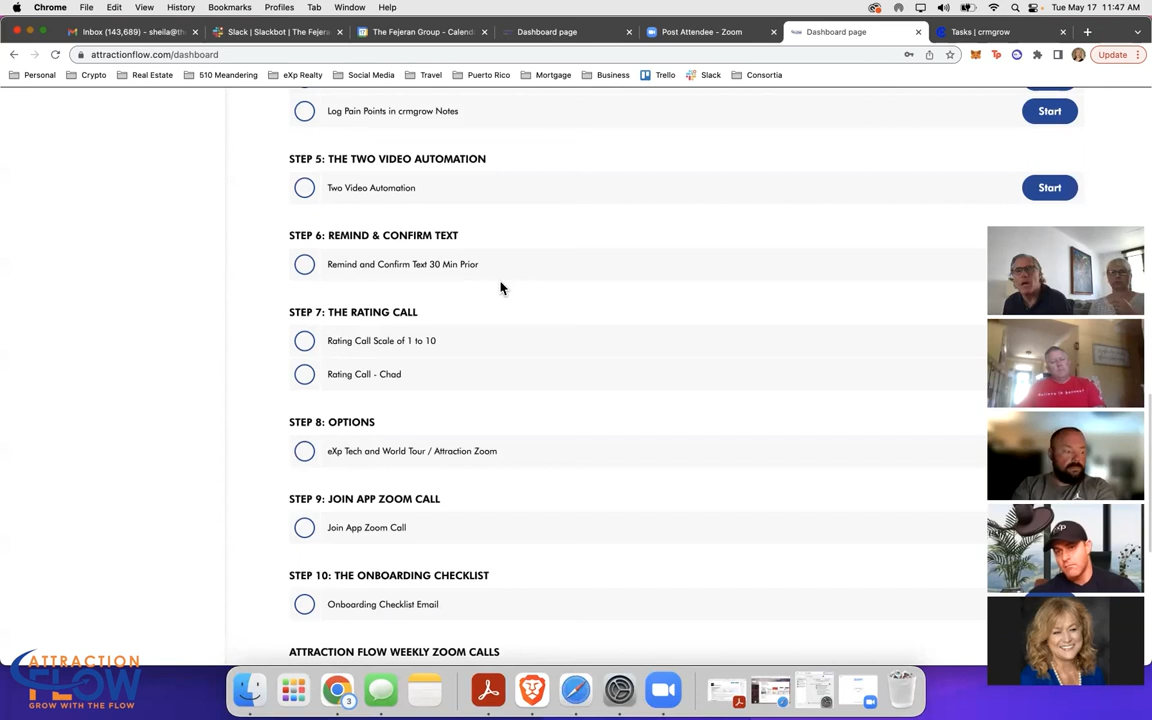 Chrome File Edit View History Bookmarks Profiles Tab Window Help Tue May 17 11:47 AM
Inbox (143,689) - sheila@th Slack | Slackbot | The Fejera The Fejeran Group - Calend Dashboard page Post Attendee - Zoom Dashboard page Tasks | crmgrow
attractionflow.com/dashboard Update
Personal Crypto Real Estate 510 Meandering eXp Realty Social Media Travel Puerto Rico Mortgage Business Trello Slack Consortia
Log Pain Points in crmgrow Notes Start
STEP 5: THE TWO VIDEO AUTOMATION
Two Video Automation Start
STEP 6: REMIND & CONFIRM TEXT
Remind and Confirm Text 30 Min Prior
STEP 7: THE RATING CALL
Rating Call Scale of 1 to 10
Rating Call - Chad
STEP 8: OPTIONS
eXp Tech and World Tour / Attraction Zoom
STEP 9: JOIN APP ZOOM CALL
Join App Zoom Call
STEP 10: THE ONBOARDING CHECKLIST
Onboarding Checklist Email
ATTRACTION FLOW WEEKLY ZOOM CALLS
ATTRACTION
FLOW
GROW WITH THE FLOW
3